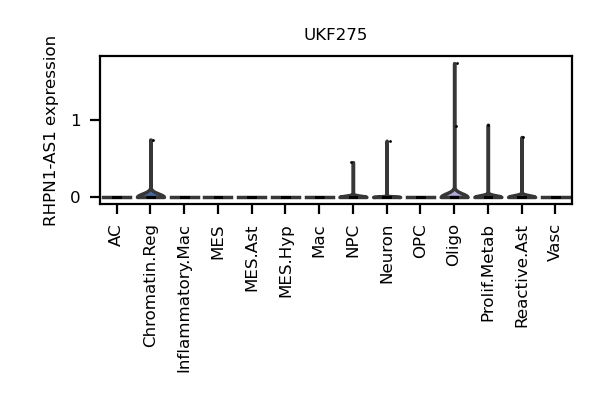 UKF275
RHPN1-AS1 expression
1
0
AC
Chromatin.Reg
Inflammatory.Mac
MES
MES.Ast
MES.Hyp
Mac
NPC
Neuron
OPC
Oligo
Prolif.Metab
Reactive.Ast
Vasc